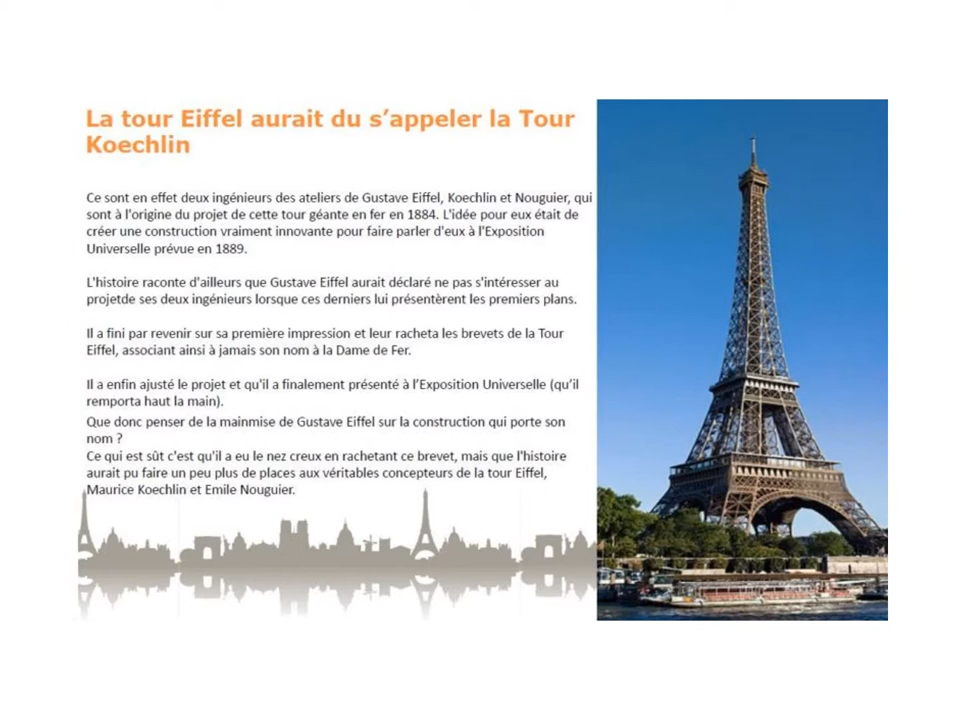 La tour Eiffel aurait du s’appeler la Tour
Koechlin
Ce sont en effet deux ingénieurs des ateliers de Gustave Eiffel, Koechlin et Nouguier, qui
sont à l'origine du projet de cette tour géante en fer en 1884. L'idée pour eux était de
créer une construction vraiment innovante pour faire parler d'eux à l'Exposition
Universelle prévue en 1889.
L'histoire raconte d'ailleurs que Gustave Eiffel aurait déclaré ne pas s'intéresser au
projetde ses deux ingénieurs lorsque ces derniers lui présentèrent les premiers plans.
Il a fini par revenir sur sa première impression et leur racheta les brevets de la Tour
Eiffel, associant ainsi à jamais son nom à la Dame de Fer.
Il a enfin ajusté le projet et qu'il a finalement présenté à l’Exposition Universelle (qu’il
remporta haut la main).
Que donc penser de la mainmise de Gustave Eiffel sur la construction qui porte son
nom ?
Ce qui est sût c'est qu'il a eu le nez creux en rachetant ce brevet, mais que l'histoire
aurait pu faire un peu plus de places aux véritables concepteurs de la tour Eiffel,
Maurice Koechlin et Emile Nouguier.